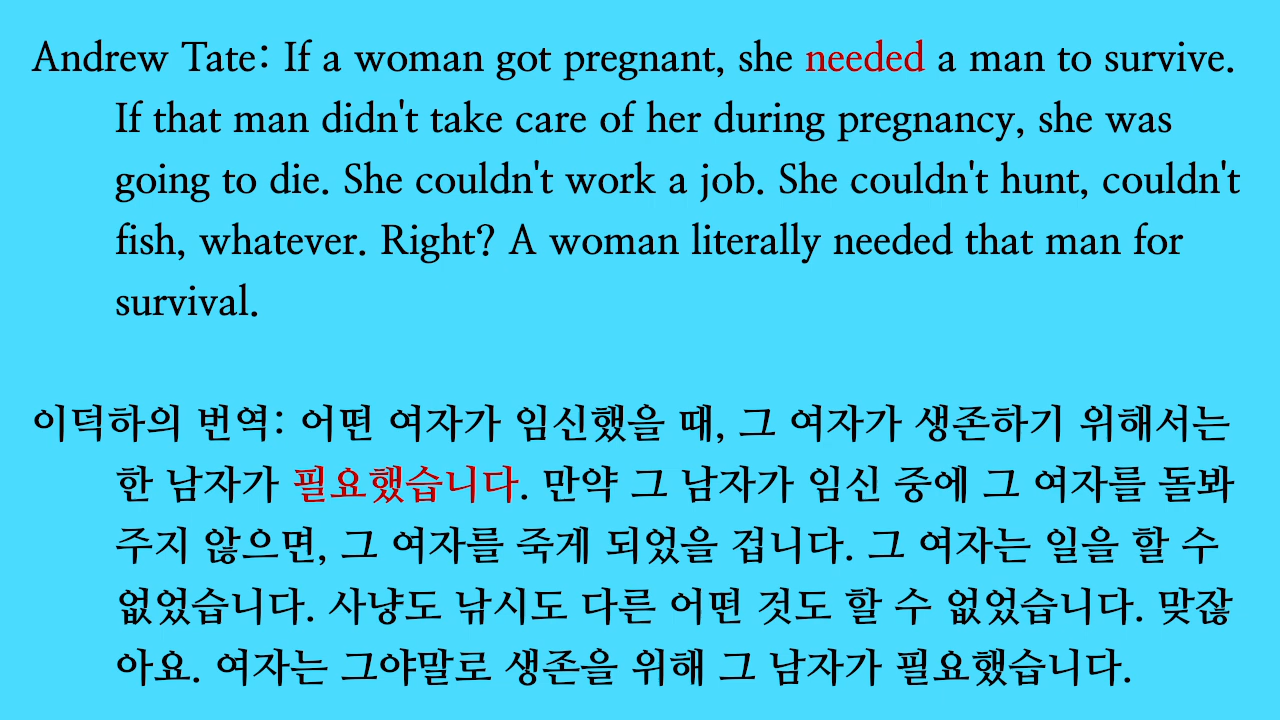 Andrew Tate: If a woman got pregnant, she needed a man to survive.
If that man didn't take care of her during pregnancy, she was
going to die. She couldn't work a job. She couldn't hunt, couldn't
fish, whatever. Right? A woman literally needed that man for
survival.
이덕하의 번역: 어떤 여자가 임신했을 때, 그 여자가 생존하기 위해서는
한 남자가 필요했습니다. 만약 그 남자가 임신 중에 그 여자를 돌봐
주지 않으면, 그 여자를 죽게 되었을 겁니다. 그 여자는 일을 할 수
없었습니다. 사냥도 낚시도 다른 어떤 것도 할 수 없었습니다. 맞잖
아요. 여자는 그야말로 생존을 위해 그 남자가 필요했습니다.